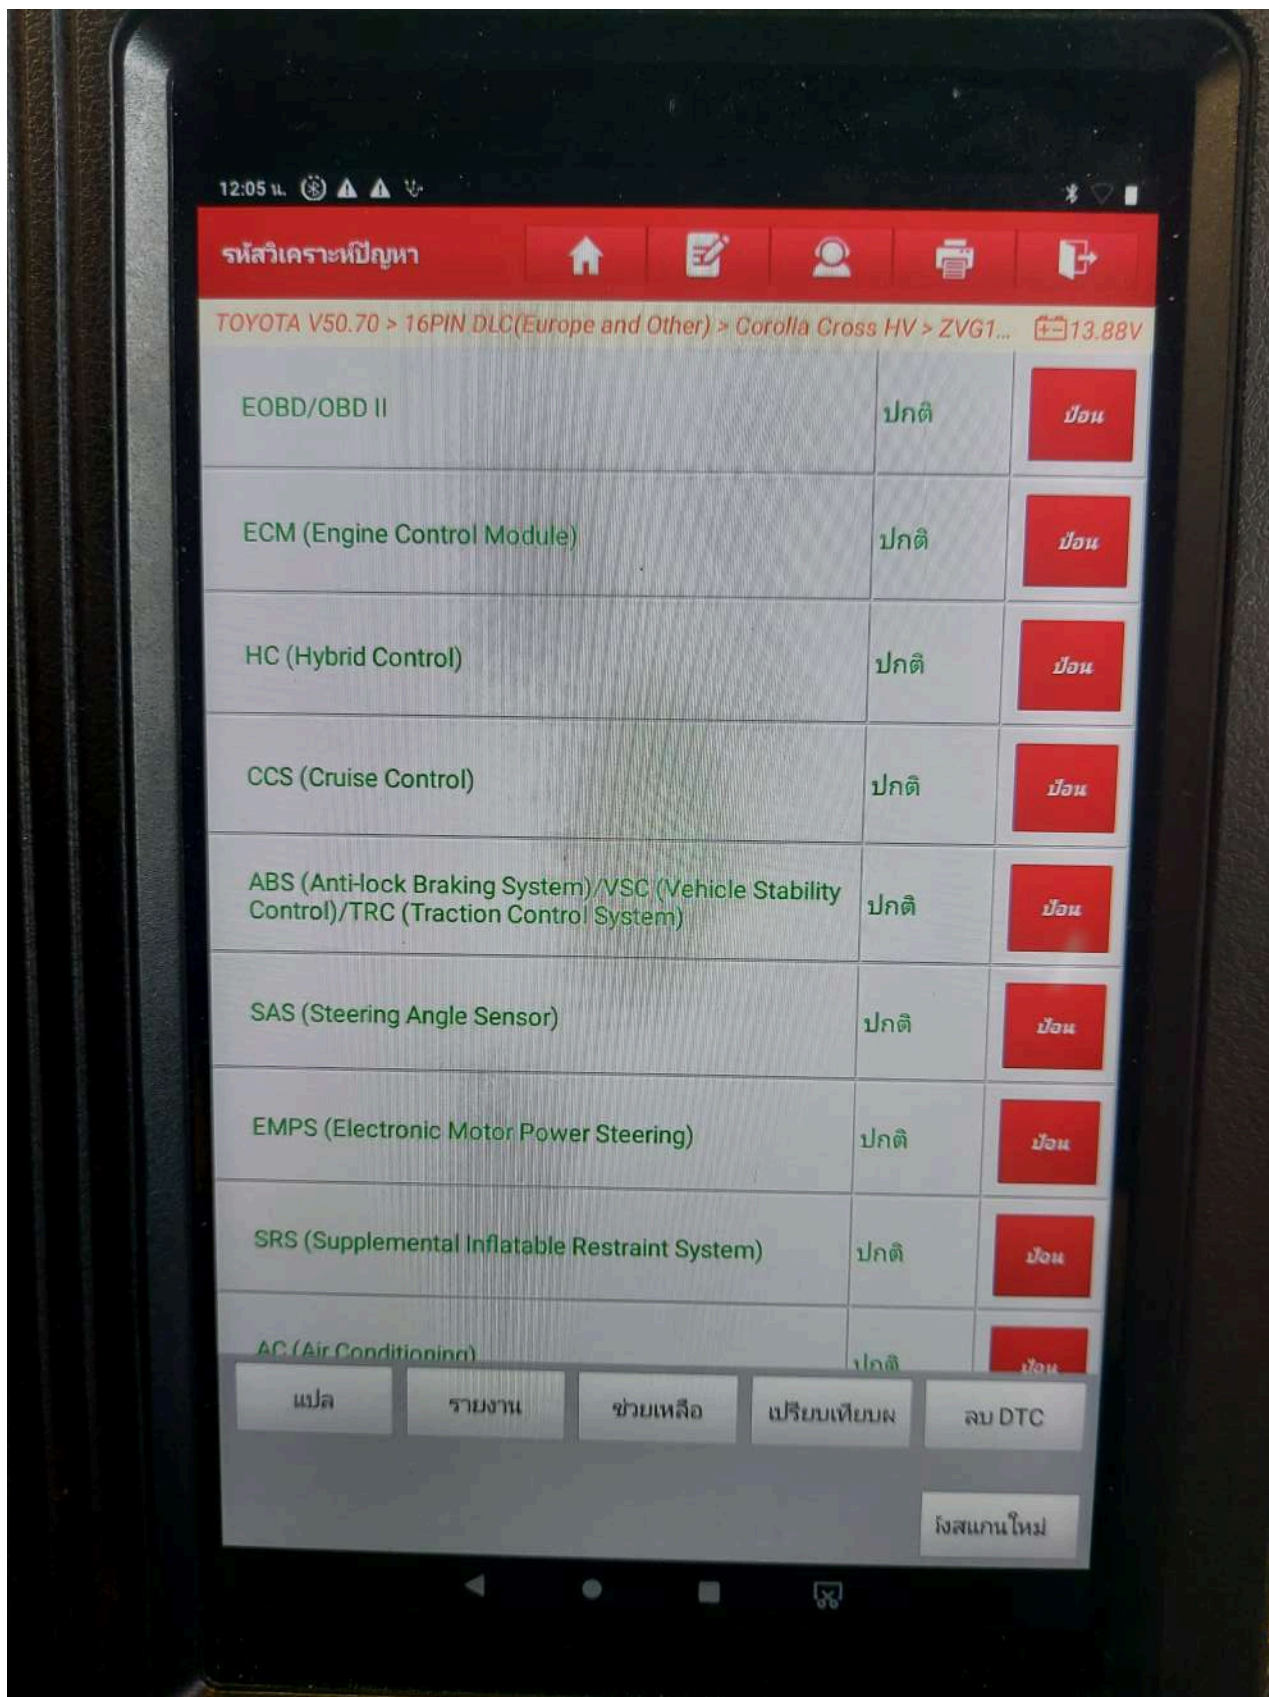 12:05 น.
รหัสวิเคราะห์ปัญหา
TOYOTA V50.70 > 16PIN DLC(Europe and Other) > Corolla Cross HV > ZVG1... 13.88V
EOBD/OBD II ปกติ ป้อน
ECM (Engine Control Module) ปกติ ป้อน
HC (Hybrid Control) ปกติ ป้อน
CCS (Cruise Control) ปกติ ป้อน
ABS (Anti-lock Braking System)/VSC (Vehicle Stability
Control)/TRC (Traction Control System) ปกติ ป้อน
SAS (Steering Angle Sensor) ปกติ ป้อน
EMPS (Electronic Motor Power Steering) ปกติ ป้อน
SRS (Supplemental Inflatable Restraint System) ปกติ ป้อน
AC (Air Conditioning) ปกติ ป้อน
แปล รายงาน ช่วยเหลือ เปรียบเทียบผ ลบ DTC
ังสแกนใหม่